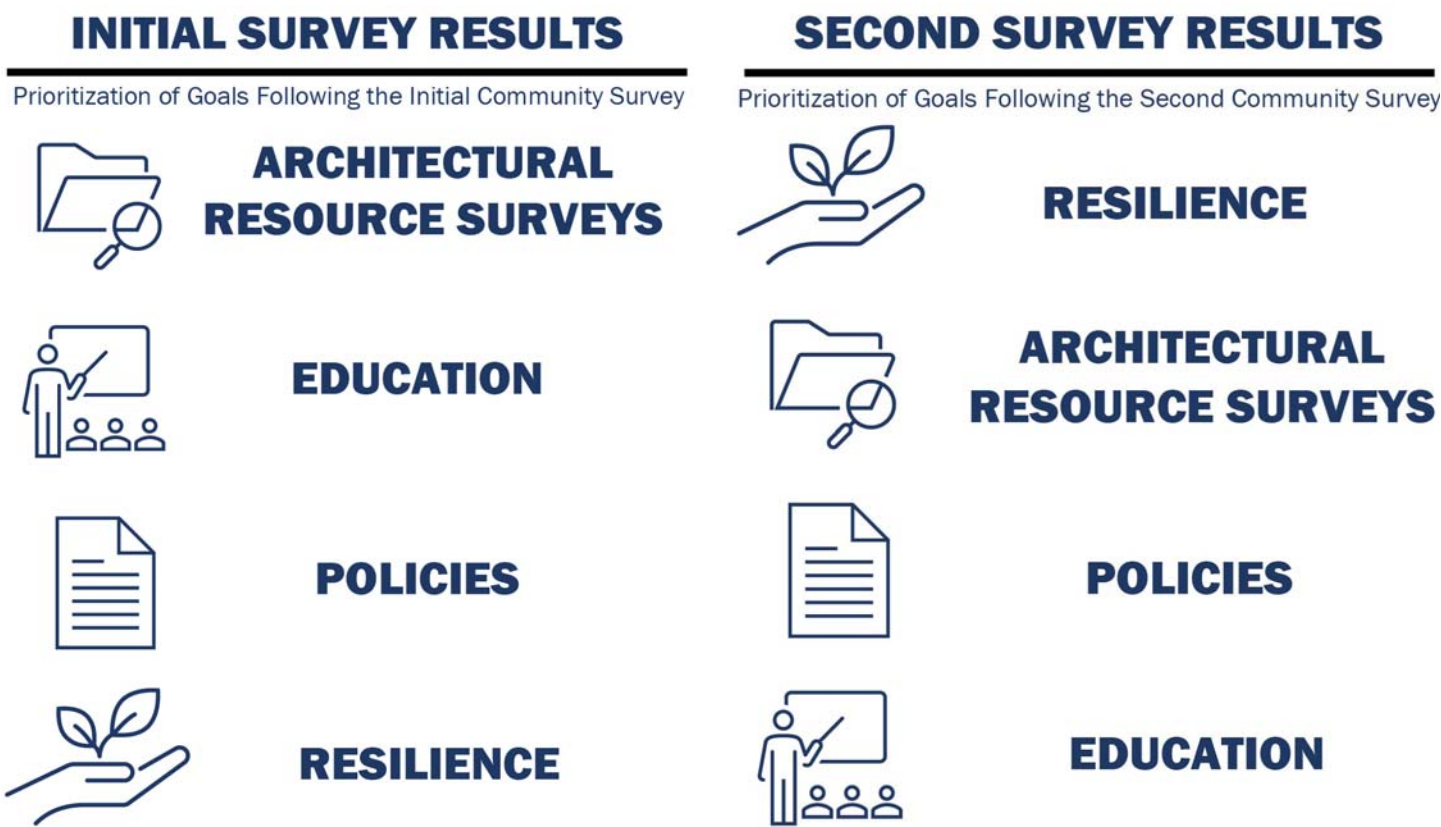 INITIAL SURVEY RESULTS
Prioritization of Goals Following the Initial Community Survey
ARCHITECTURAL
RESOURCE SURVEYS
EDUCATION
POLICIES
RESILIENCE
SECOND SURVEY RESULTS
Prioritization of Goals Following the Second Community Survey
RESILIENCE
ARCHITECTURAL
RESOURCE SURVEYS
POLICIES
EDUCATION